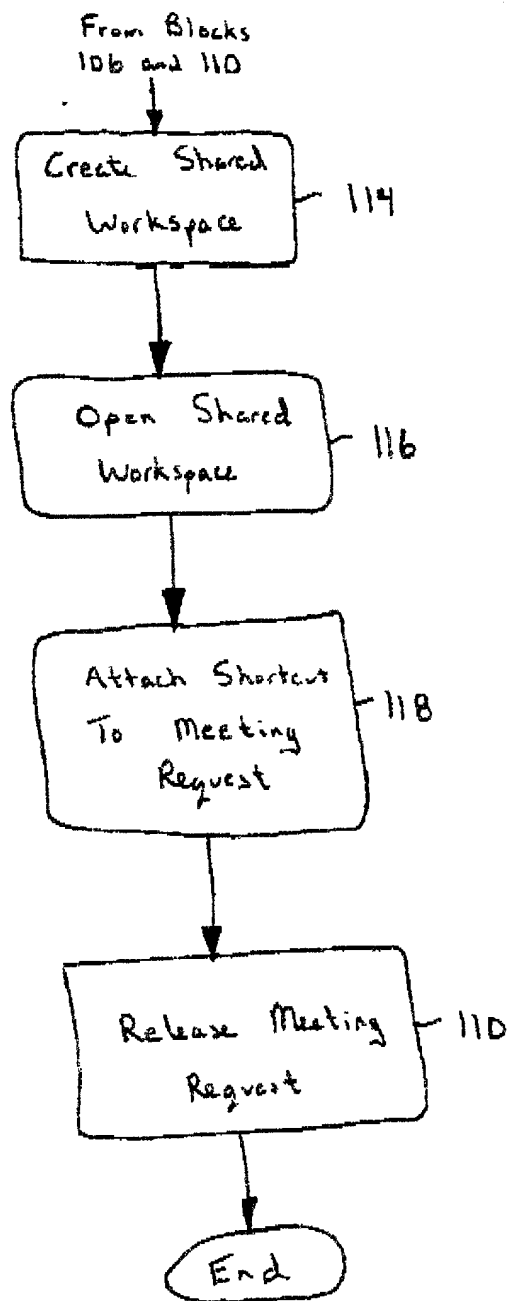 From Blocks
106 and 110
Create Shared
Workspace
114
Open Shared
Workspace
116
Attach Shortcut
To Meeting
Request
118
Release Meeting
Request
110
End